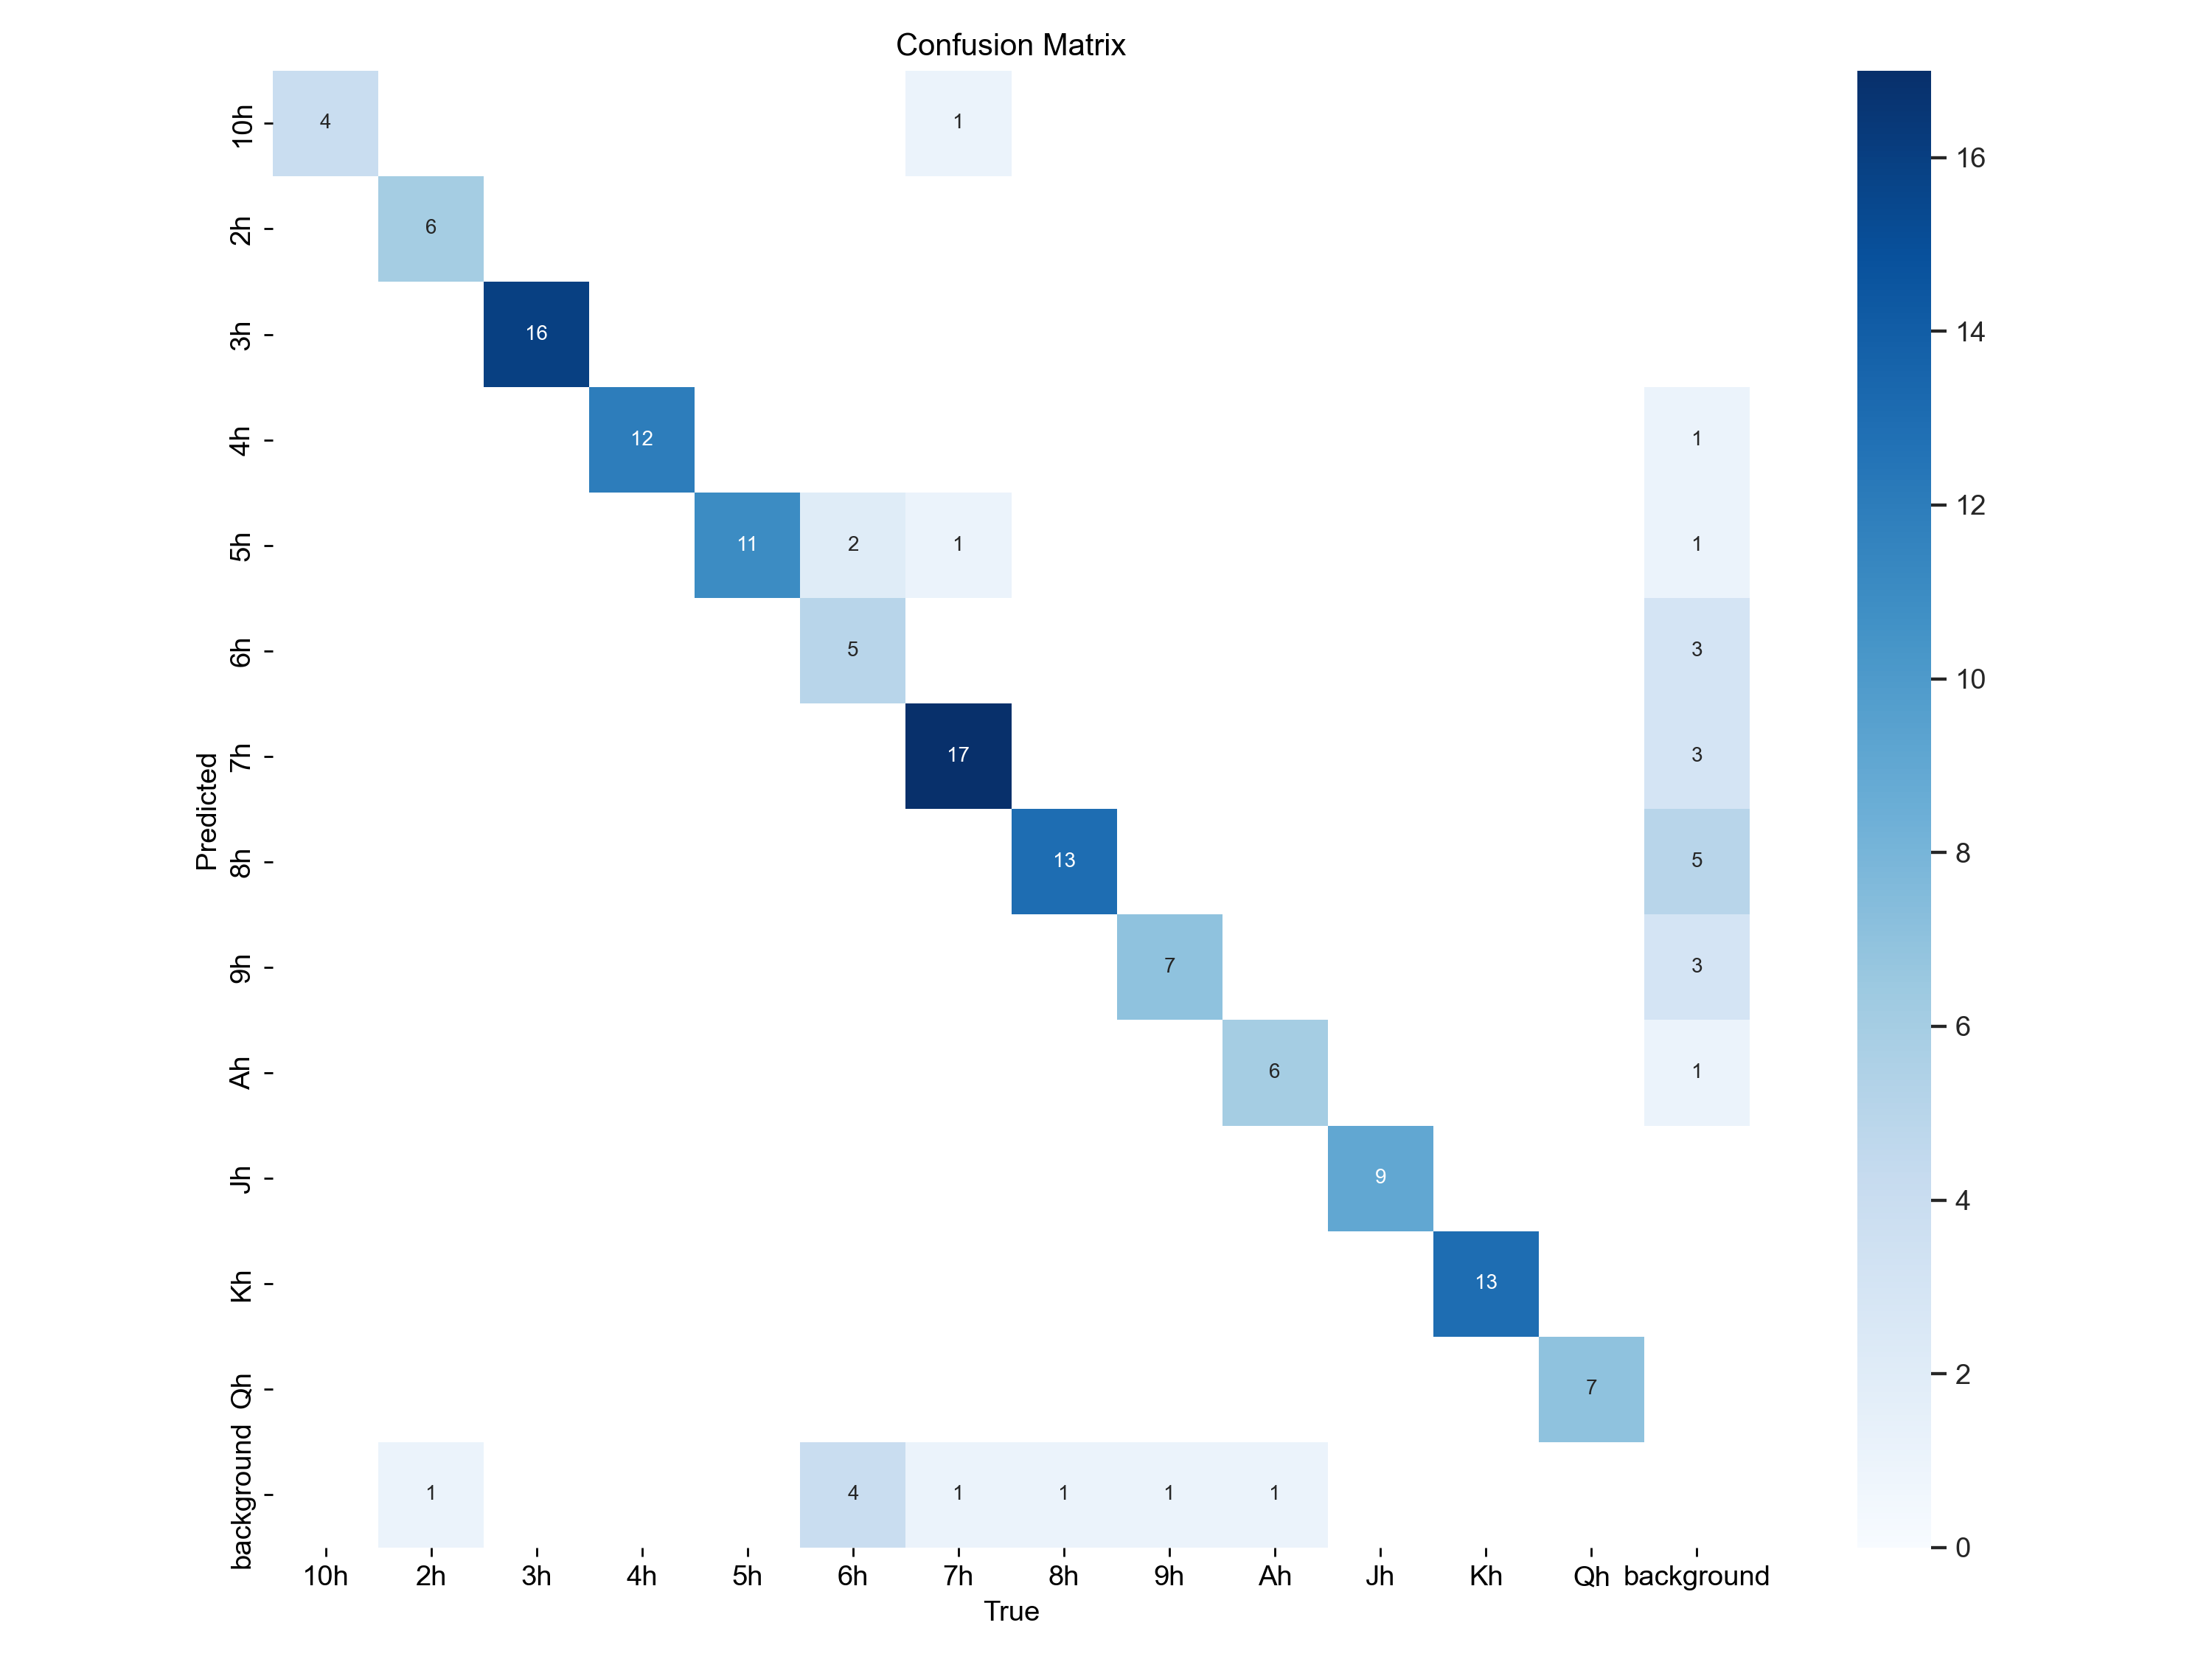 Confusion Matrix
10h 4 1
2h 6
3h 16
4h 12 1
5h 11 2 1 1
6h 5 3
7h 17 3
8h 13 5
9h 7 3
Ah 6 1
Jh 9
Kh 13
Qh 7
background 1 4 1 1 1 1
10h 2h 3h 4h 5h 6h 7h 8h 9h Ah Jh Kh Qh background
True
Predicted
16
14
12
10
8
6
4
2
0